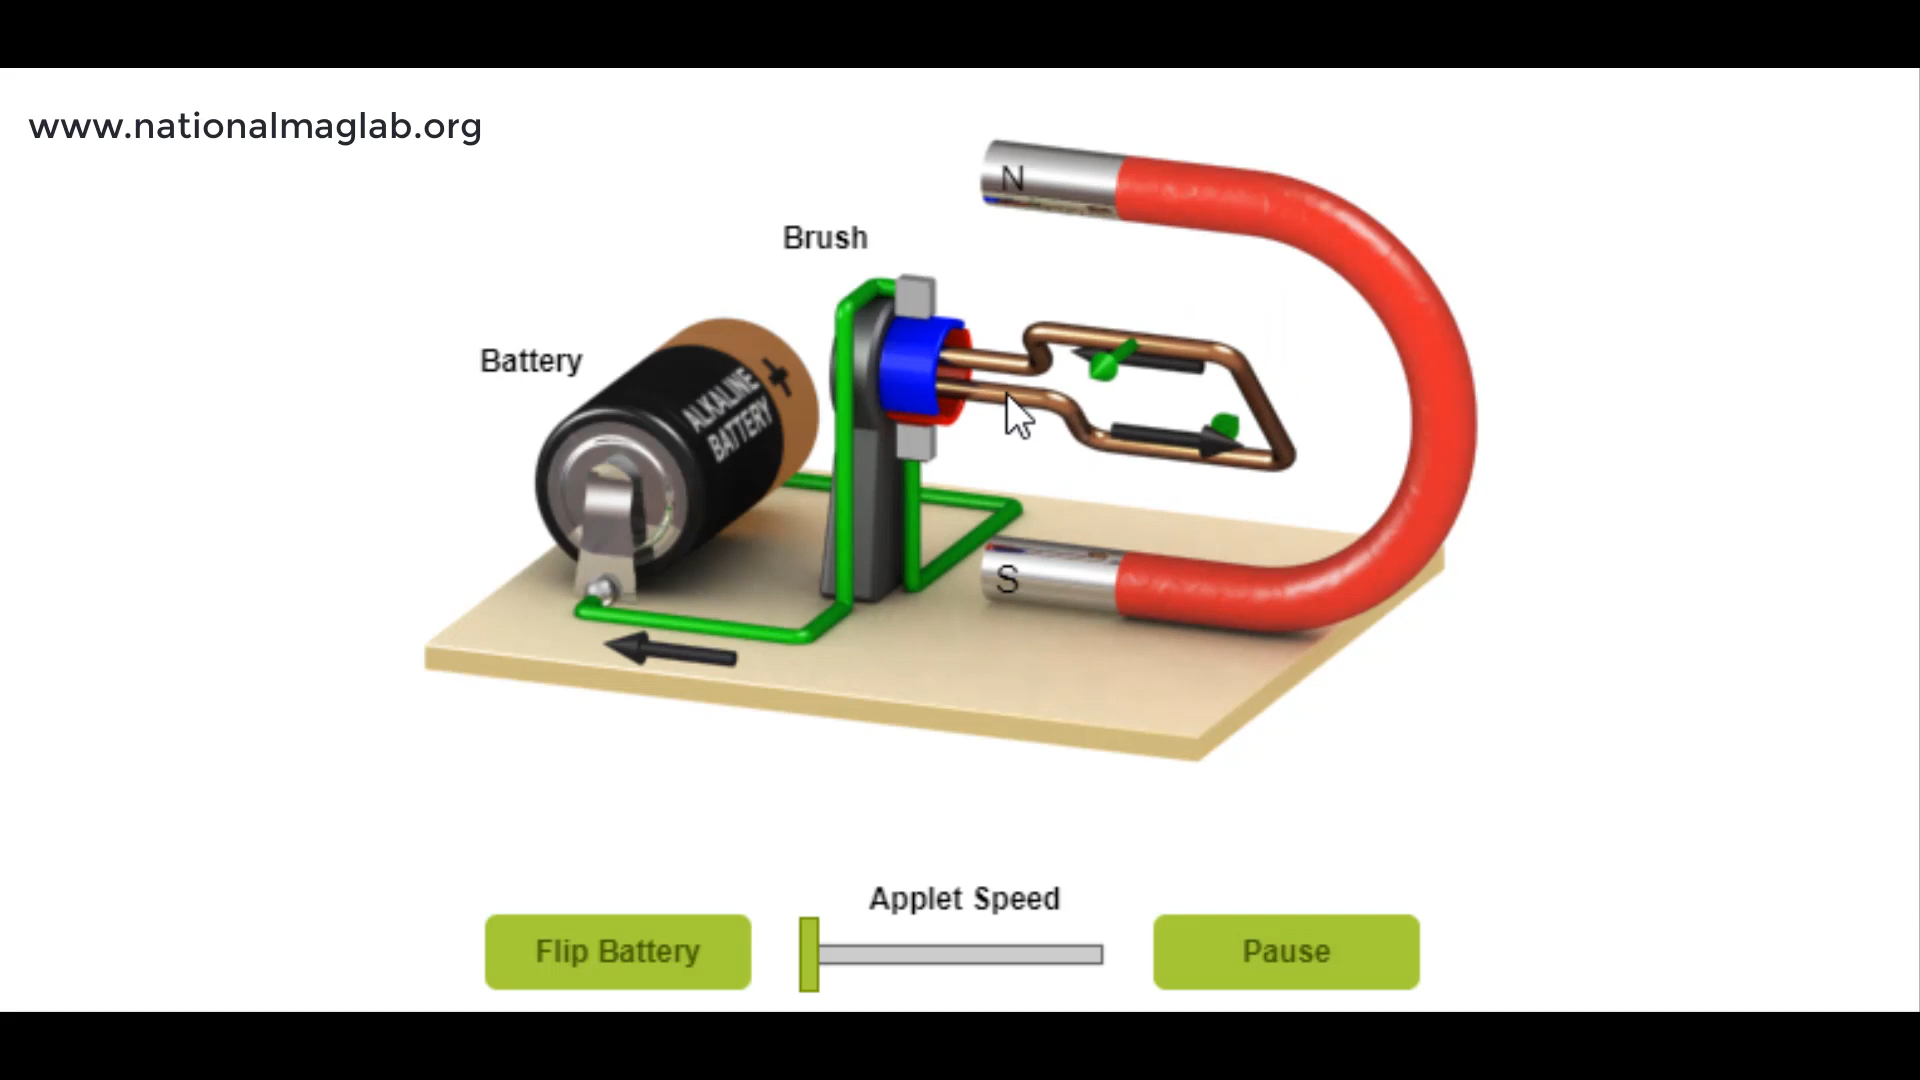 www.nationalmaglab.org
N
Brush
Battery
+
ALKALINE
BATTERY
S
Applet Speed
Flip Battery
Pause